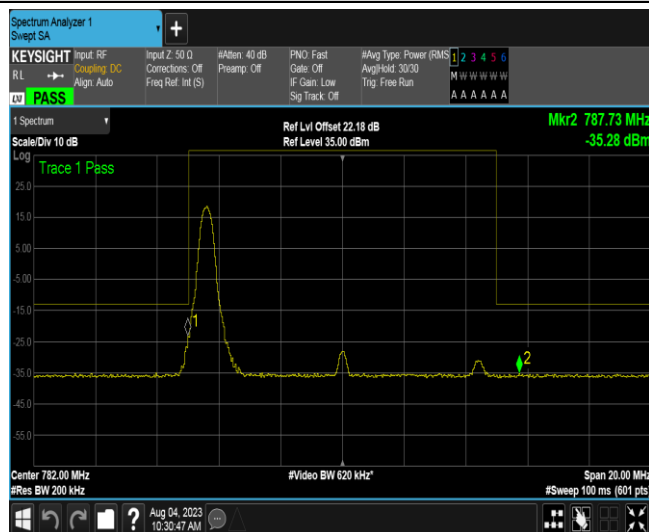 Spectrum Analyzer 1
Swept SA
+
KEYSIGHT
RL
LXI PASS
Input: RF
Coupling: DC
Align: Auto
Input Z: 50 Ω
Corrections: Off
Freq Ref: Int (S)
#Atten: 40 dB
Preamp: Off
PNO: Fast
Gate: Off
IF Gain: Low
Sig Track: Off
#Avg Type: Power (RMS
Avg|Hold: 30/30
Trig: Free Run
1 2 3 4 5 6
M W W W W W
A A A A A A
1 Spectrum
Scale/Div 10 dB
Ref Lvl Offset 22.18 dB
Ref Level 35.00 dBm
Mkr2 787.73 MHz
-35.28 dBm
Log
Trace 1 Pass
25.0
15.0
5.00
-5.00
-15.0
1
-25.0
2
-35.0
-45.0
-55.0
Center 782.00 MHz
#Video BW 620 kHz*
Span 20.00 MHz
#Res BW 200 kHz
#Sweep 100 ms (601 pts)
?
Aug 04, 2023
10:30:47 AM